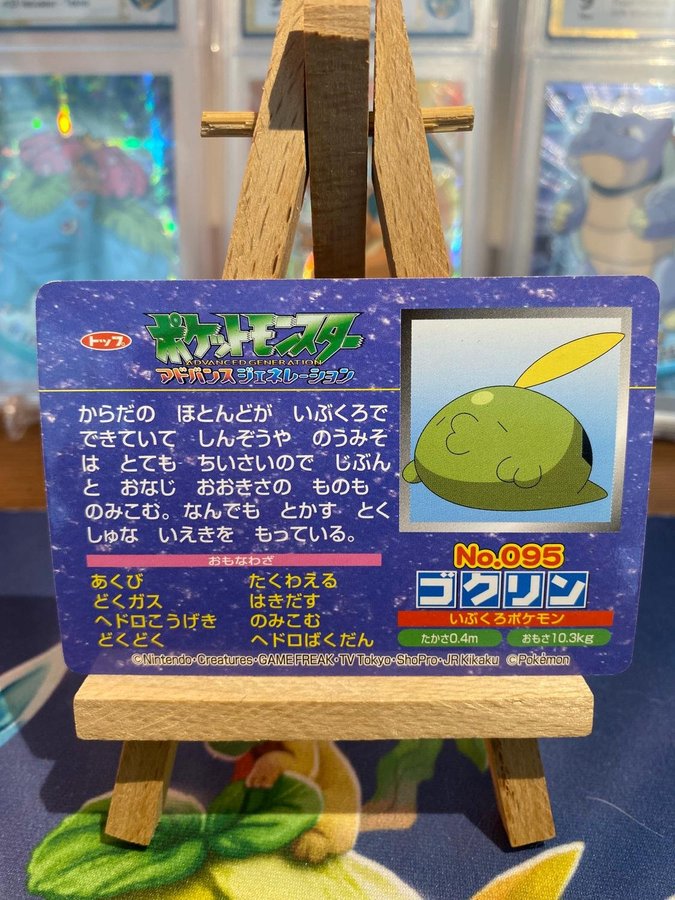 トップ
ポケットモンスター
ADVANCED GENERATION
アドバンス ジェネレーション
からだの ほとんどが いぶくろで
できていて しんぞうや のうみそ
は とても ちいさいので じぶん
と おなじ おおきさの ものも
のみこむ。なんでも とかす とく
しゅな いえきを もっている。
おもなわざ
あくび たくわえる
どくガス はきだす
ヘドロこうげき のみこむ
どくどく ヘドロばくだん
No.095
ゴクリン
いぶくろポケモン
たかさ0.4m おもさ10.3kg
©Nintendo・Creatures・GAME FREAK・TV Tokyo・ShoPro・JR Kikaku ©Pokémon